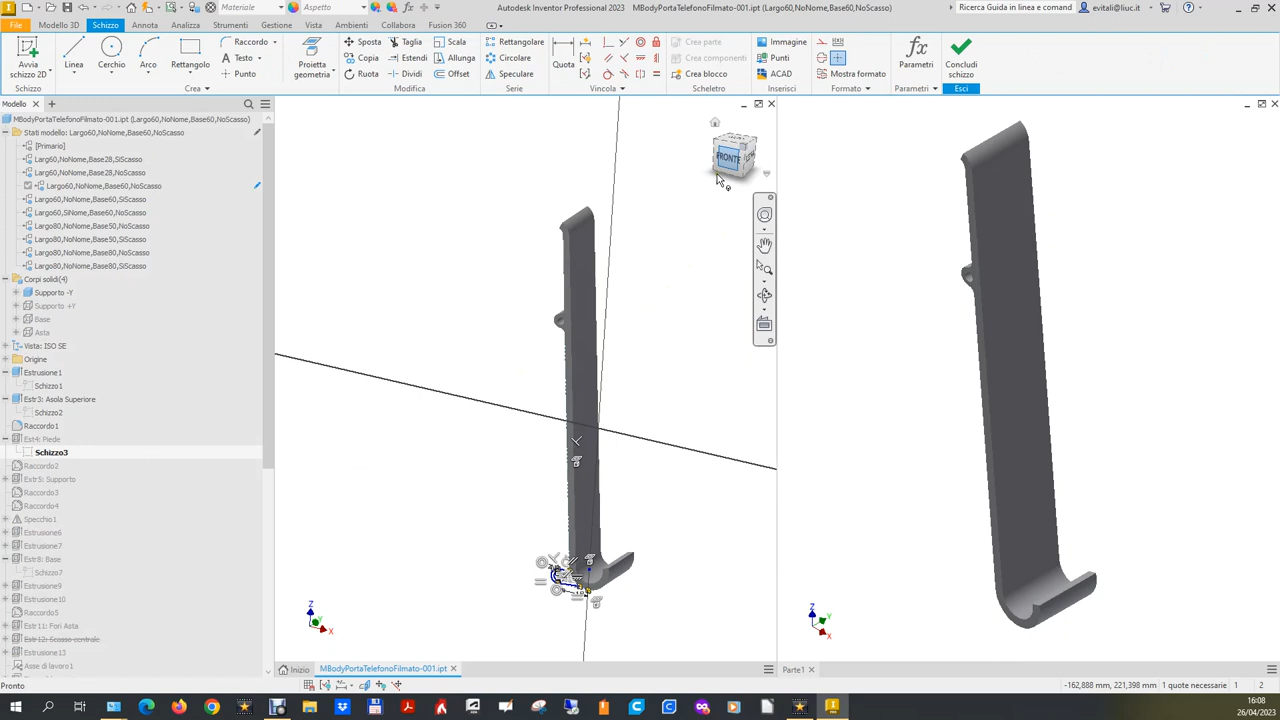 Materiale
Aspetto
Autodesk Inventor Professional 2023
MBodyPortaTelefonoFilmato-001.ipt (Largo60,NoNome,Base60,NoScasso)
Ricerca Guida in linea e comandi
evitali@liuc.it
File
Modello 3D
Schizzo
Annota
Analizza
Strumenti
Gestione
Vista
Ambienti
Collabora
Fusion 360
Avvia
schizzo 2D
Linea
Cerchio
Arco
Rettangolo
Raccordo
Testo
Punto
Proietta
geometria
Sposta
Copia
Ruota
Taglia
Estendi
Dividi
Scala
Allunga
Offset
Rettangolare
Circolare
Speculare
Quota
Crea parte
Crea componenti
Crea blocco
Immagine
Punti
ACAD
Mostra formato
Parametri
Concludi
schizzo
Schizzo
Crea
Modifica
Serie
Vincola
Scheletro
Inserisci
Formato
Parametri
Esci
Modello
MBodyPortaTelefonoFilmato-001.ipt (Largo60,NoNome,Base60,NoScasso)
Stati modello: Largo60,NoNome,Base60,NoScasso
[Primario]
Larg60,NoNome,Base28,SiScasso
Larg60,NoNome,Base28,NoScasso
Largo60,NoNome,Base60,NoScasso
Largo60,NoNome,Base60,SiScasso
Largo60,SiNome,Base60,NoScasso
Largo80,NoNome,Base50,NoScasso
Largo80,NoNome,Base50,SiScasso
Largo80,NoNome,Base80,NoScasso
Largo80,NoNome,Base80,SiScasso
Corpi solidi(4)
Supporto -Y
Supporto +Y
Base
Asta
Vista: ISO SE
Origine
Estrusione1
Schizzo1
Estr3: Asola Superiore
Schizzo2
Raccordo1
Est4: Piede
Schizzo3
Raccordo2
Extr5: Supporto
Raccordo3
Raccordo4
Specchio1
Estrusione6
Estrusione7
Estr8: Base
Schizzo7
Estrusione9
Estrusione10
Raccordo5
Estr11: Fori Asta
Estr12: Scasso centrale
Estrusione13
Asse di lavoro1
FRONTE
Z
Y
X
Z
Y
X
Inizio
MBodyPortaTelefonoFilmato-001.ipt
Parte1
Pronto
-162,888 mm, 221,398 mm
1 quote necessarie
1
2
PRO
16:08
26/04/2023